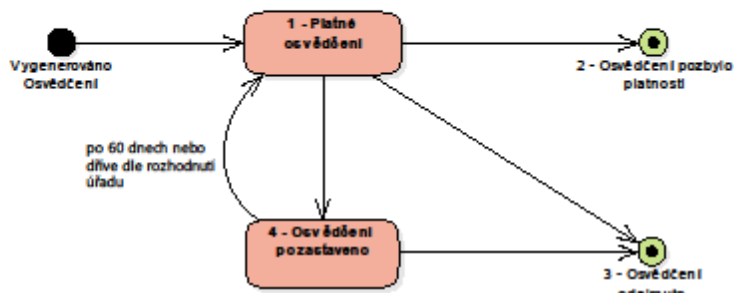 1 - Platné
osvědčení
Vygenerováno
Osvědčení
2 - Osvědčení pozbylo
platnosti
po 60 dnech nebo
dříve dle rozhodnutí
úřadu
4 - Osvědčení
pozastaveno
3 - Osvědčení